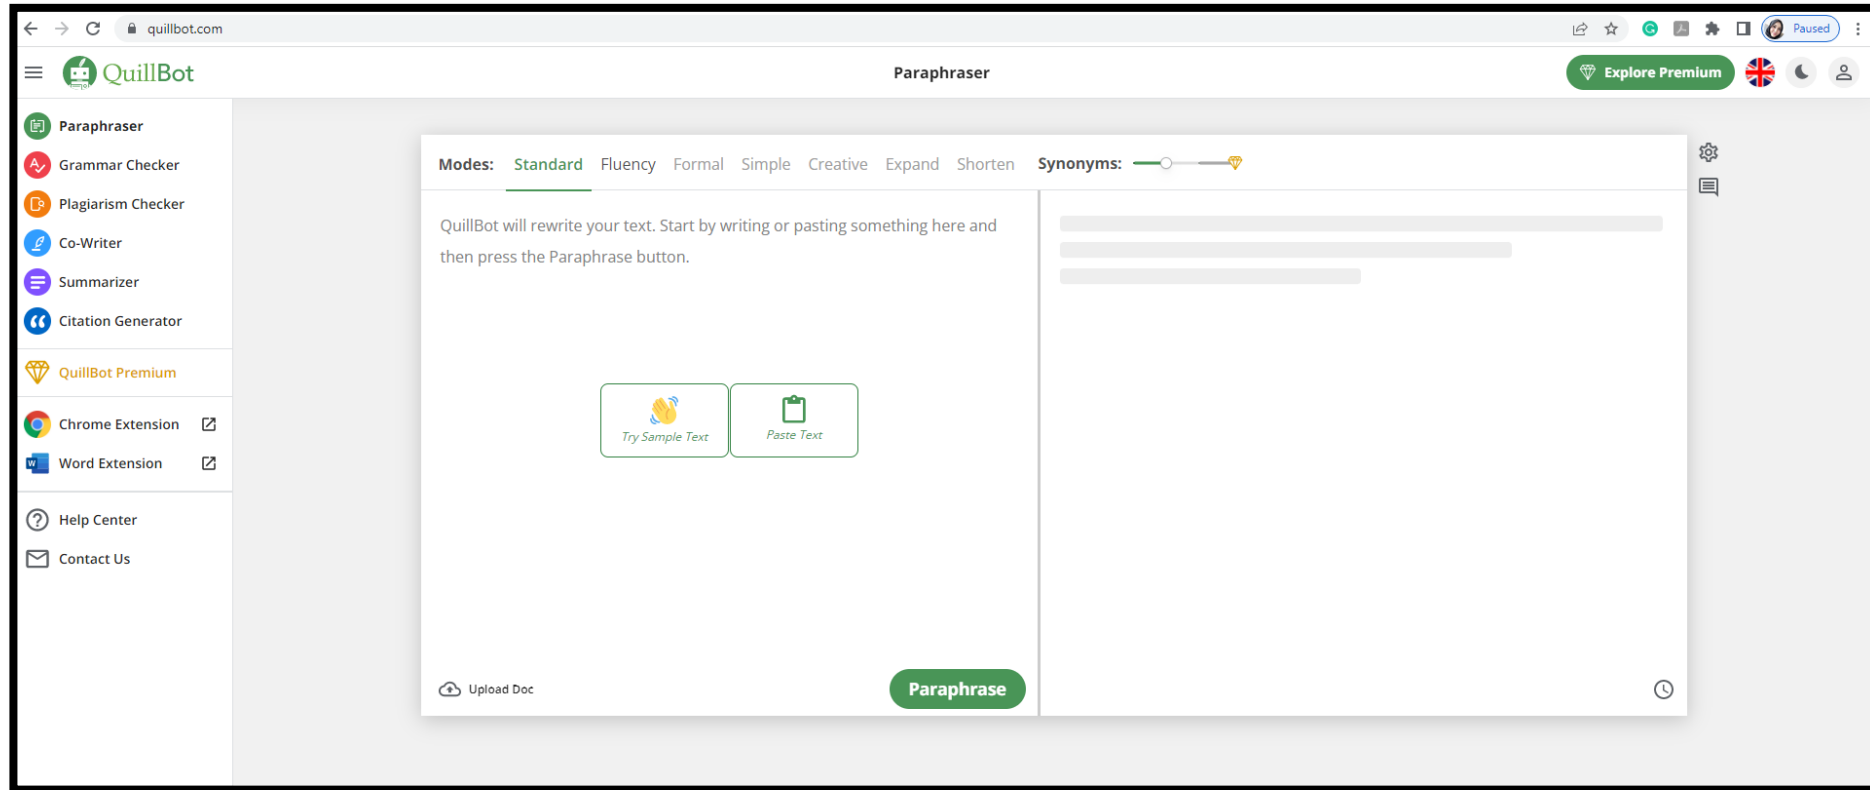 quillbot.com
Paused
QuillBot
Paraphraser
Explore Premium
Paraphraser
Grammar Checker
Plagiarism Checker
Co-Writer
Summarizer
Citation Generator
QuillBot Premium
Chrome Extension
Word Extension
Help Center
Contact Us
Modes: Standard Fluency Formal Simple Creative Expand Shorten Synonyms:
QuillBot will rewrite your text. Start by writing or pasting something here and
then press the Paraphrase button.
Try Sample Text
Paste Text
Upload Doc
Paraphrase